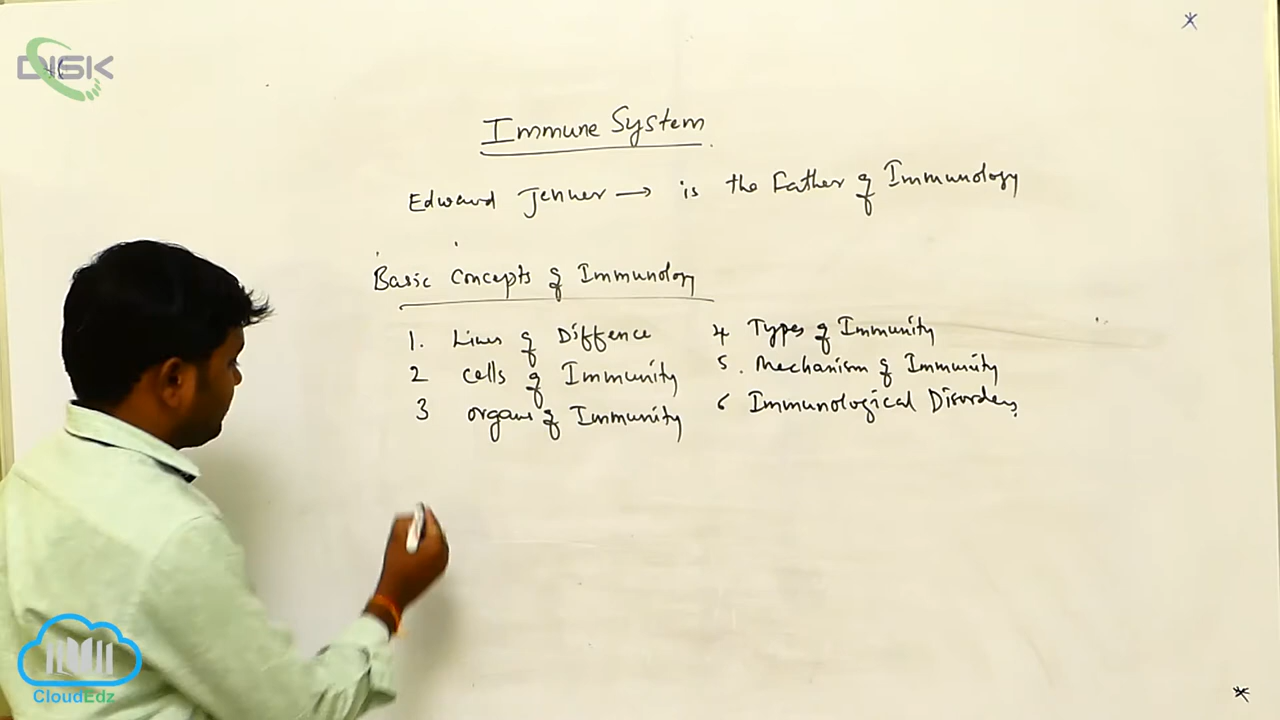 DISK
Immune System
Edward Jenner → is the Father of Immunology
Basic Concepts of Immunology
1. Lines of Diffence
2 cells of Immunity
3 organs of Immunity
4 Types of Immunity
5. Mechanism of Immunity
6 Immunological Disorders
CloudEdz